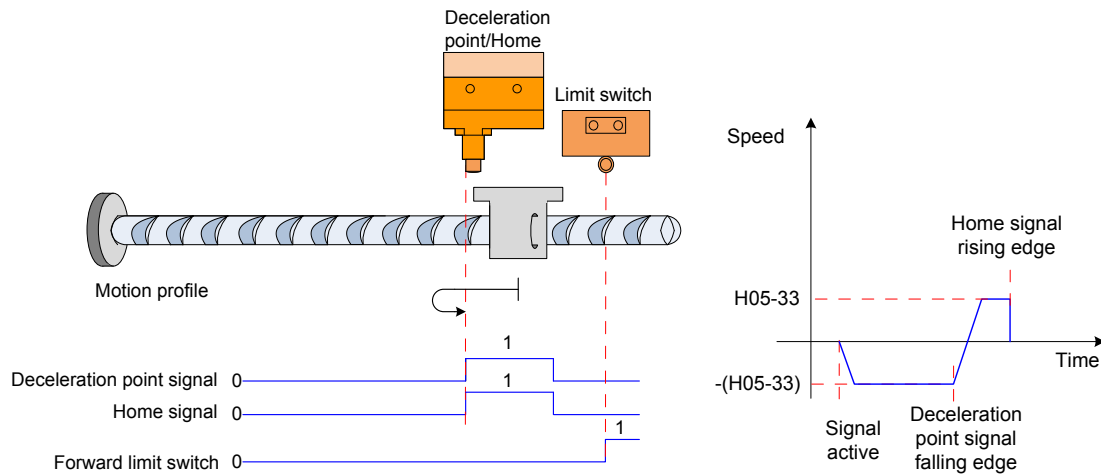 Deceleration
point/Home
Limit switch
Motion profile
1
Deceleration point signal 0
1
Home signal 0
1
Forward limit switch 0
Speed
Home signal
rising edge
H05-33
Time
-(H05-33)
Signal
active
Deceleration
point signal
falling edge